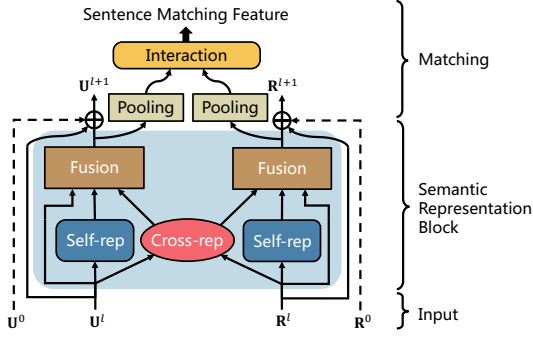 Sentence Matching Feature
Interaction
Matching
U^{l+1}
R^{l+1}
Pooling
Pooling
Fusion
Fusion
Semantic
Representation
Block
Self-rep
Cross-rep
Self-rep
U^0
U^l
R^l
R^0
Input